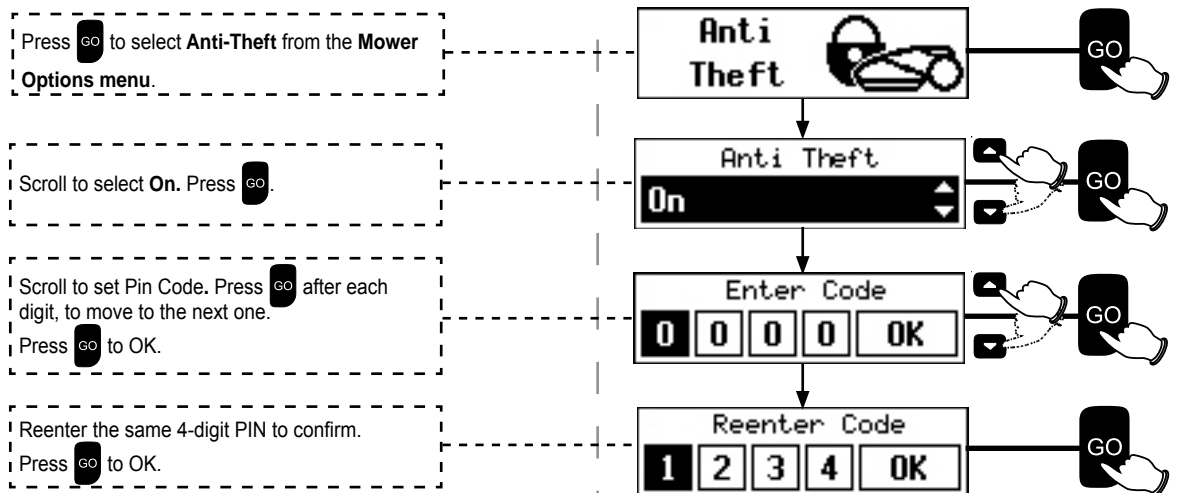 Press GO to select Anti-Theft from the Mower
Options menu.
Anti
Theft
GO
Scroll to select On. Press GO.
Anti Theft
On
GO
Scroll to set Pin Code. Press GO after each
digit, to move to the next one.
Press GO to OK.
Enter Code
0 0 0 0 OK
GO
Reenter the same 4-digit PIN to confirm.
Press GO to OK.
Reenter Code
1 2 3 4 OK
GO